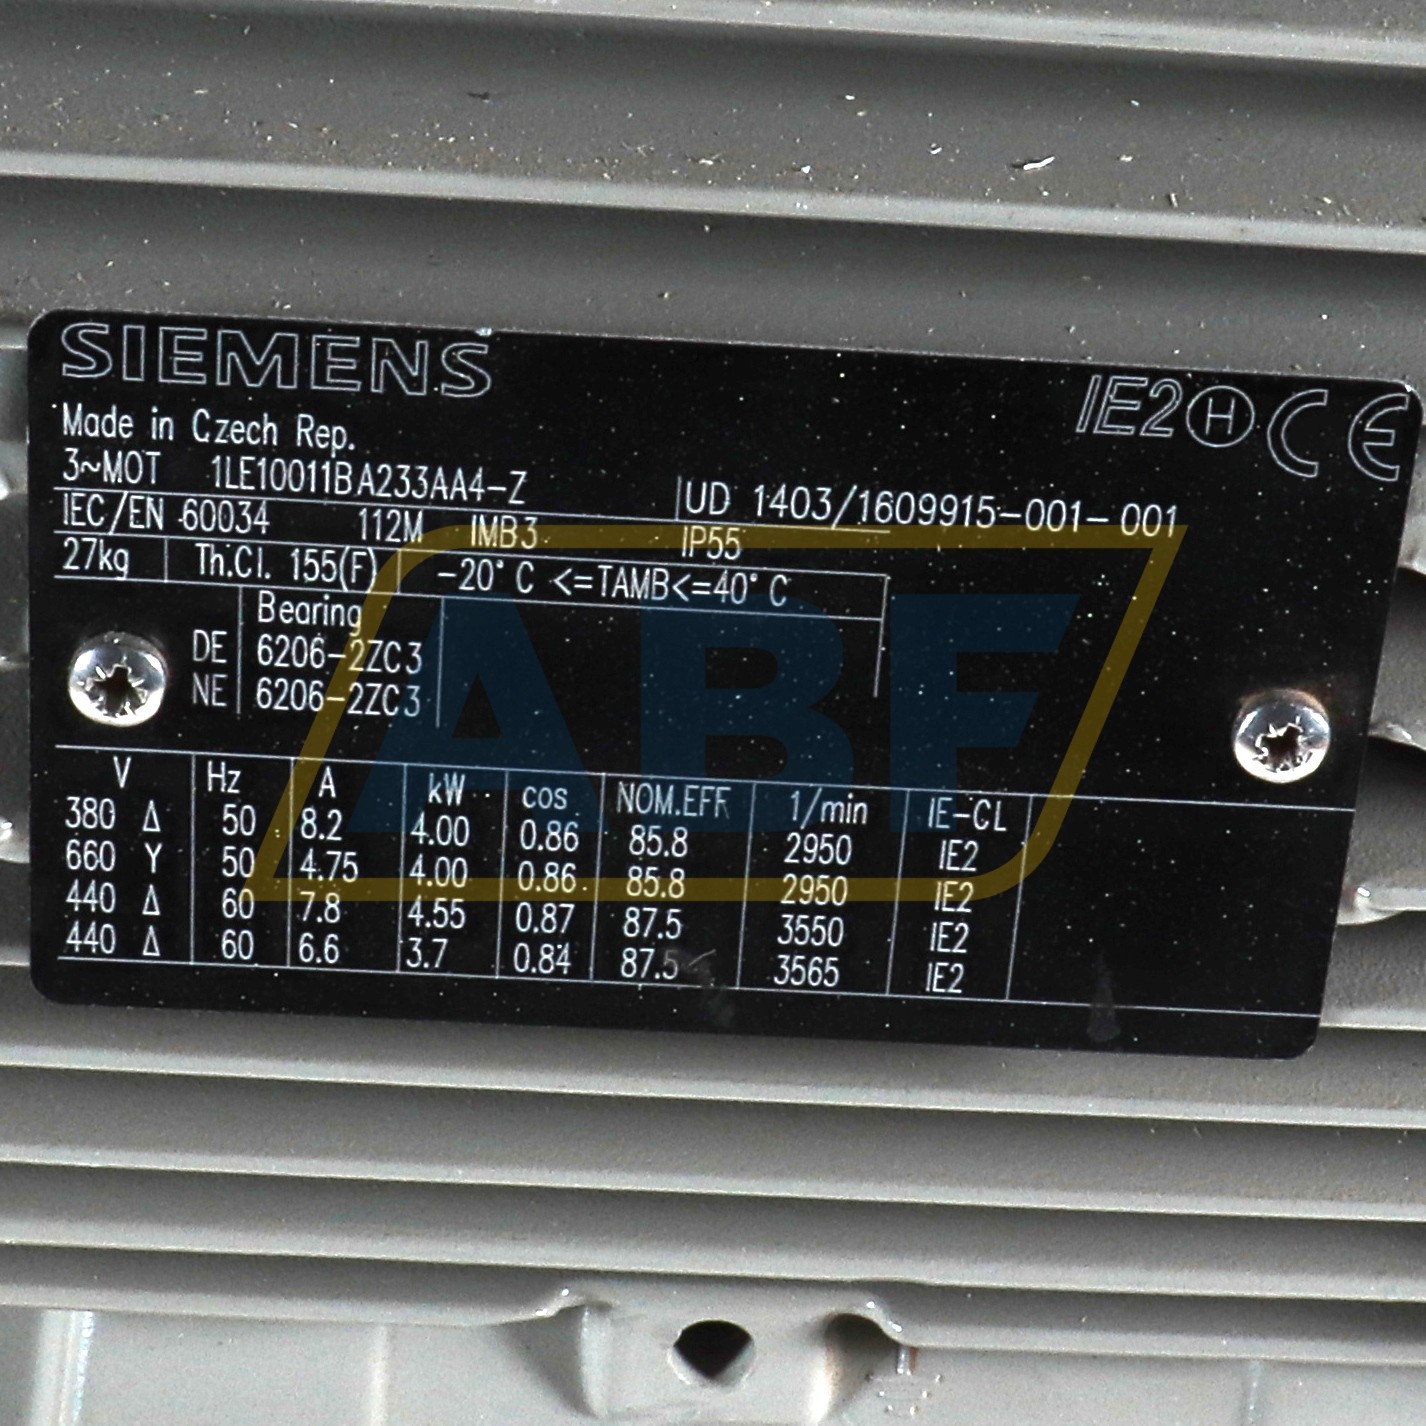 SIEMENS
IE2 H CE
Made in Czech Rep.
3~MOT 1LE10011BA233AA4-Z UD 1403/1609915-001-001
IEC/EN 60034 112M IMB3 IP55
27kg Th.Cl. 155(F) -20°C <=TAMB<=40°C
Bearing
DE 6206-2ZC3
NE 6206-2ZC3
V Hz A kW cos NOM.EFF 1/min IE-CL
380 Δ 50 8.2 4.00 0.86 85.8 2950 IE2
660 Y 50 4.75 4.00 0.86 85.8 2950 IE2
440 Δ 60 7.8 4.55 0.87 87.5 3550 IE2
440 Δ 60 6.6 3.7 0.84 87.5 3565 IE2
ABF